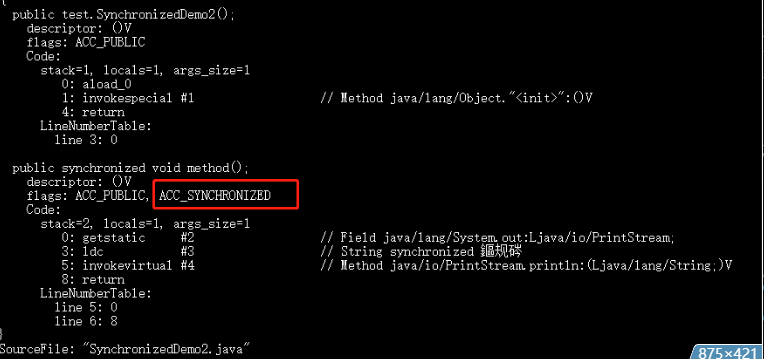 {
public test.SynchronizedDemo2();
descriptor: ()V
flags: ACC_PUBLIC
Code:
stack=1, locals=1, args_size=1
0: aload_0
1: invokespecial #1 // Method java/lang/Object."<init>":()V
4: return
LineNumberTable:
line 3: 0
public synchronized void method();
descriptor: ()V
flags: ACC_PUBLIC, ACC_SYNCHRONIZED
Code:
stack=2, locals=1, args_size=1
0: getstatic #2 // Field java/lang/System.out:Ljava/io/PrintStream;
3: ldc #3 // String synchronized 鏂规硶
5: invokevirtual #4 // Method java/io/PrintStream.println:(Ljava/lang/String;)V
8: return
LineNumberTable:
line 5: 0
line 6: 8
}
SourceFile: "SynchronizedDemo2.java"
875×421